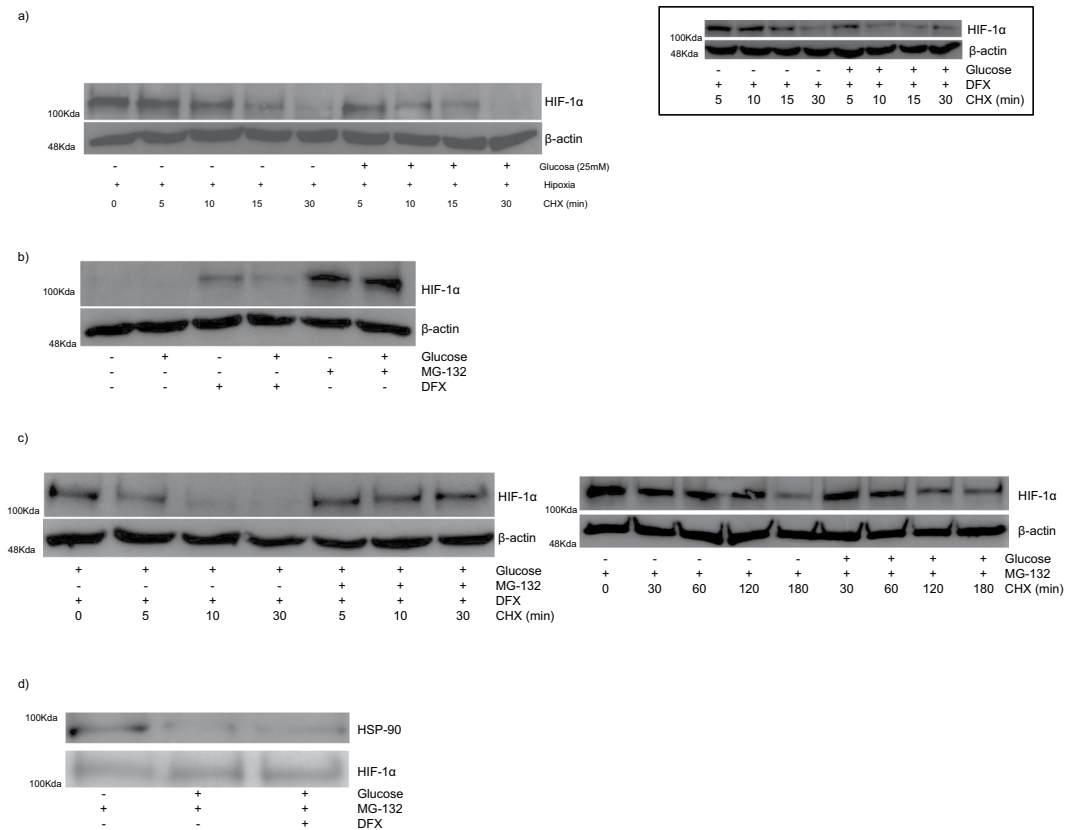 a)
HIF-1α
100Kda
β-actin
48Kda
- - - - - + + + + Glucosa (25mM)
+ + + + + + + + + Hipoxia
0 5 10 15 30 5 10 15 30 CHX (min)
HIF-1α
100Kda
β-actin
48Kda
- - - - + + + + Glucose
+ + + + + + + + DFX
5 10 15 30 5 10 15 30 CHX (min)
b)
100Kda
HIF-1α
β-actin
48Kda
- + - + - + Glucose
- - - - + + MG-132
- - + + - - DFX
c)
HIF-1α
100Kda
β-actin
48Kda
+ + + + + + + Glucose
- - - - + + + MG-132
+ + + + + + + DFX
0 5 10 30 5 10 30 CHX (min)
HIF-1α
100Kda
β-actin
48Kda
- - - - - + + + + Glucose
+ + + + + + + + + MG-132
0 30 60 120 180 30 60 120 180 CHX (min)
d)
100Kda
HSP-90
HIF-1α
100Kda
- + + Glucose
+ + + MG-132
- - + DFX